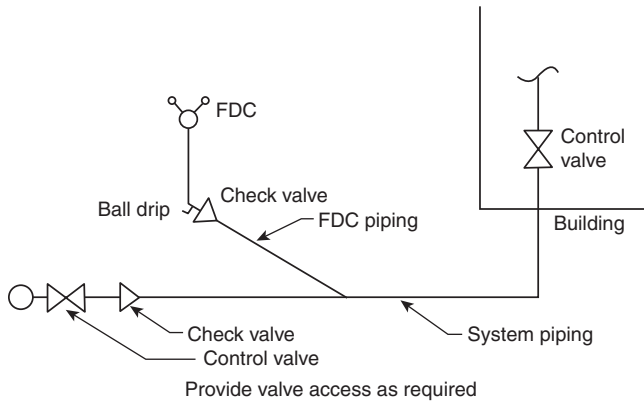 FDC
Control
valve
Check valve
Ball drip
FDC piping
Building
Check valve
System piping
Control valve
Provide valve access as required